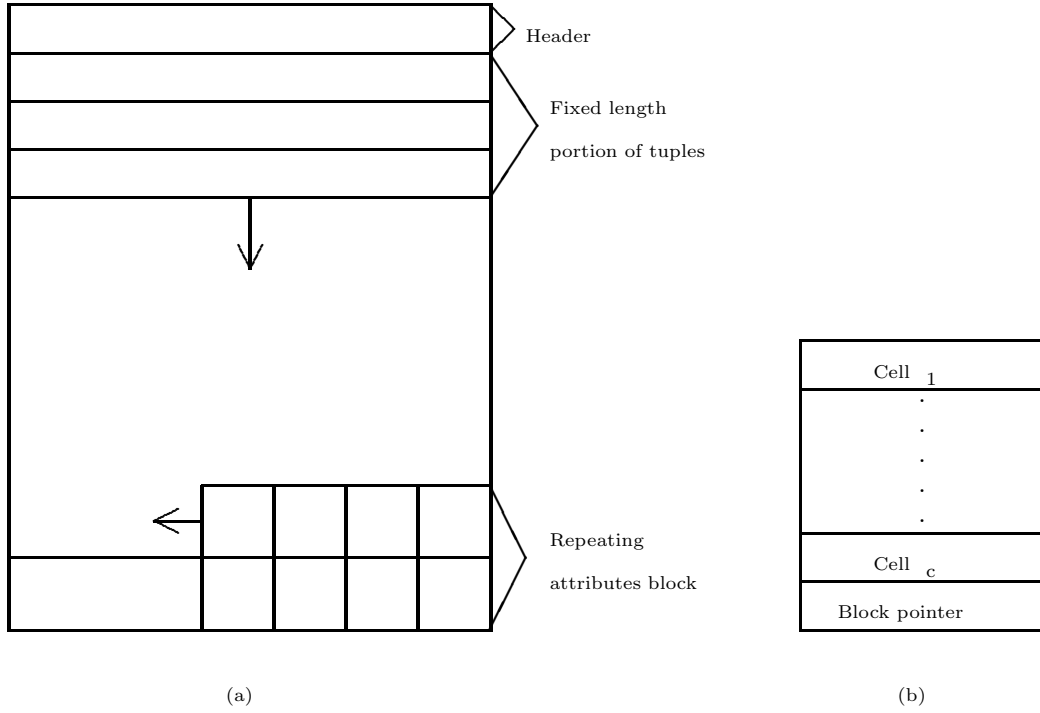 Header
Fixed length
portion of tuples
Repeating
attributes block
(a)
Cell 1
Cell c
Block pointer
(b)